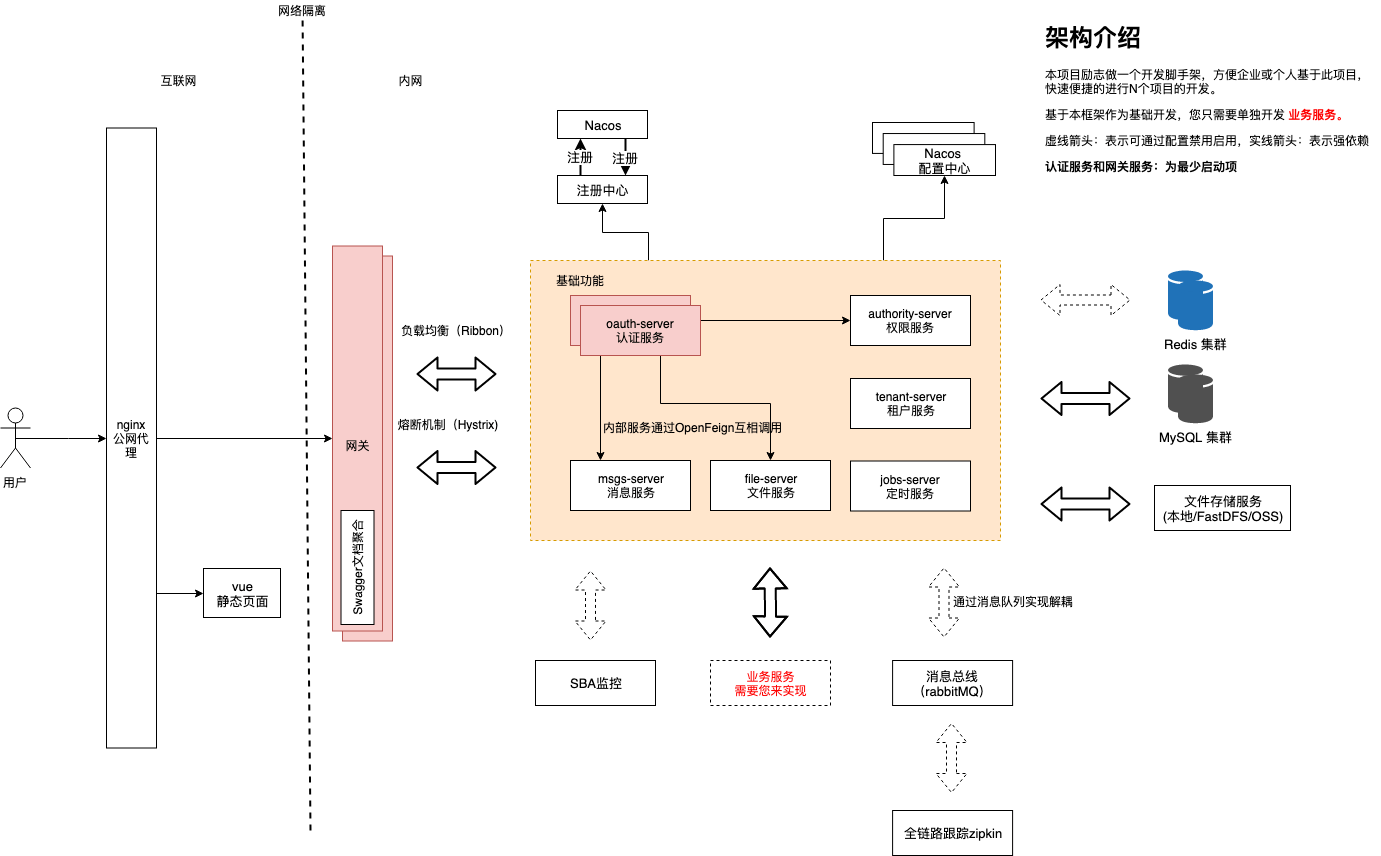 网络隔离
互联网
内网
架构介绍
本项目励志做一个开发脚手架，方便企业或个人基于此项目，
快速便捷的进行N个项目的开发。
基于本框架作为基础开发，您只需要单独开发 业务服务。
虚线箭头：表示可通过配置禁用启用，实线箭头：表示强依赖
认证服务和网关服务：为最少启动项
Nacos
注册
注册
注册中心
Nacos
配置中心
基础功能
oauth-server
认证服务
authority-server
权限服务
tenant-server
租户服务
内部服务通过OpenFeign互相调用
msgs-server
消息服务
file-server
文件服务
jobs-server
定时服务
负载均衡（Ribbon）
熔断机制（Hystrix）
用户
nginx
公网代
理
网关
Swagger文档聚合
vue
静态页面
Redis 集群
MySQL 集群
文件存储服务
(本地/FastDFS/OSS)
通过消息队列实现解耦
SBA监控
业务服务
需要您来实现
消息总线
（rabbitMQ）
全链路跟踪zipkin